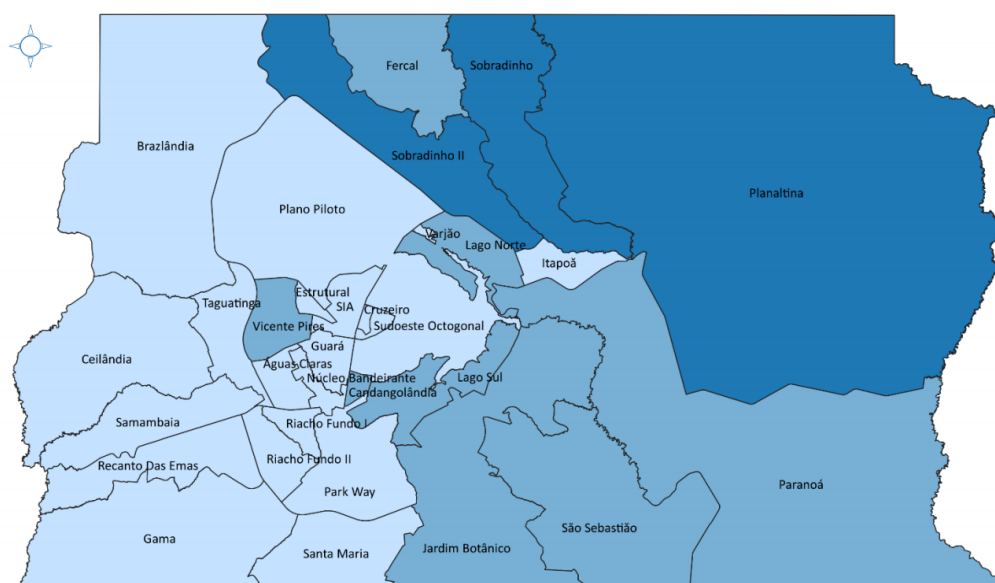 Fercal
Sobradinho
Brazlândia
Sobradinho II
Planaltina
Plano Piloto
Varjão
Lago Norte
Itapoã
Estrutural
Taguatinga
SIA
Cruzeiro
Vicente Pires
Sudoeste Octogonal
Guará
Ceilândia
Águas Claras
Núcleo Bandeirante
Lago Sul
Candangolândia
Samambaia
Riacho Fundo I
Recanto Das Emas
Riacho Fundo II
Paranoá
Park Way
São Sebastião
Gama
Santa Maria
Jardim Botânico